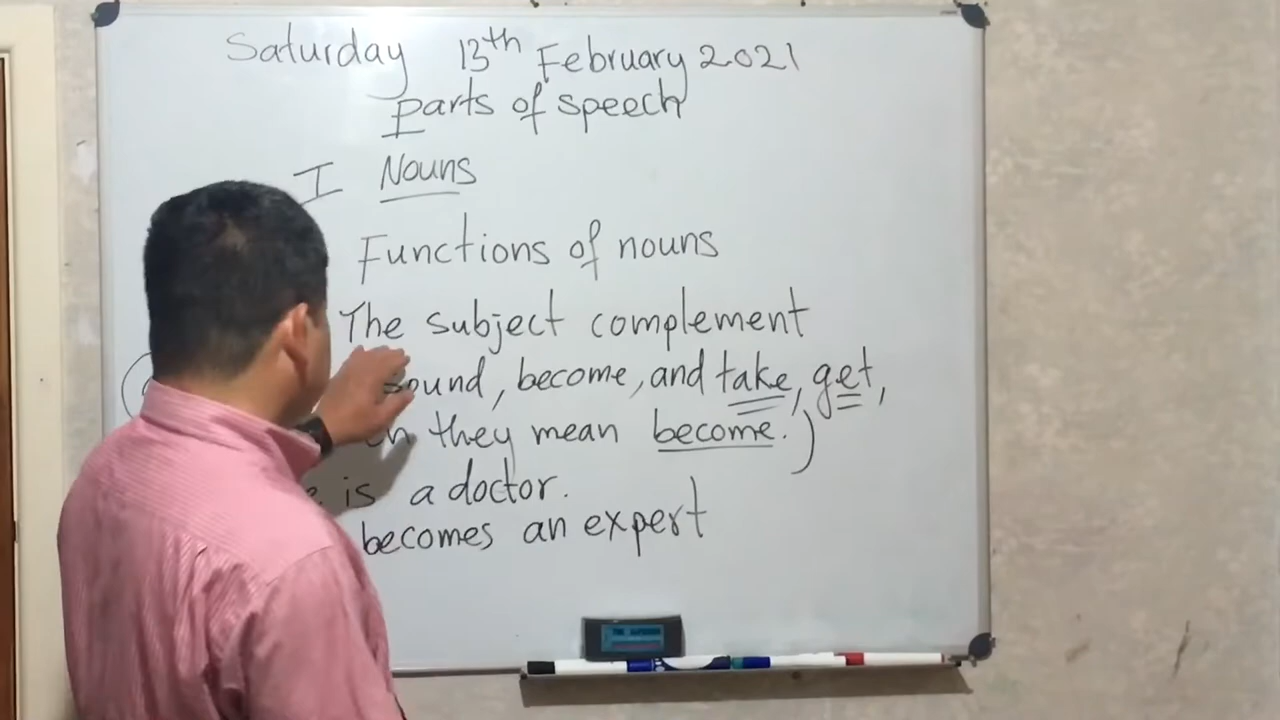 Saturday 13th February 2021
Parts of speech
I Nouns
Functions of nouns
The subject complement
sound, become, and take, get,
they mean become.)
is a doctor.
becomes an expert